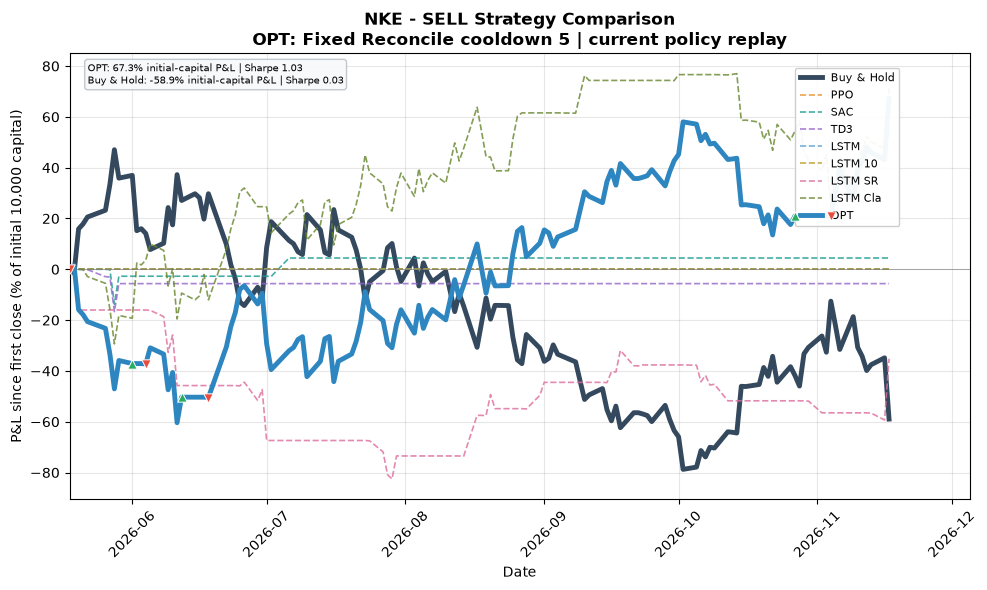 NKE - SELL Strategy Comparison
OPT: Fixed Reconcile cooldown 5 | current policy replay
OPT: 67.3% initial-capital P&L | Sharpe 1.03
Buy & Hold: -58.9% initial-capital P&L | Sharpe 0.03
Buy & Hold
PPO
SAC
TD3
LSTM
LSTM 10
LSTM SR
LSTM Cla
OPT
P&L since first close (% of initial 10,000 capital)
80
60
40
20
0
−20
−40
−60
−80
2026-06
2026-07
2026-08
2026-09
2026-10
2026-11
2026-12
Date